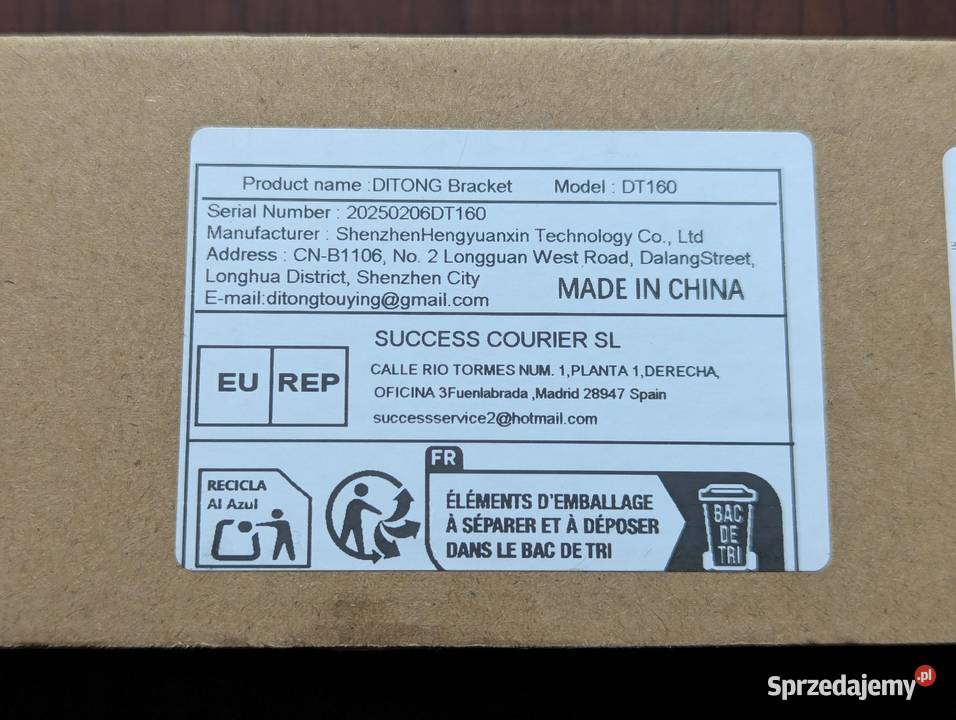 Product name :DITONG Bracket Model : DT160
Serial Number : 20250206DT160
Manufacturer : ShenzhenHengyuanxin Technology Co., Ltd
Address : CN-B1106, No. 2 Longguan West Road, DalangStreet,
Longhua District, Shenzhen City
E-mail:ditongtouying@gmail.com MADE IN CHINA
SUCCESS COURIER SL
EU REP
CALLE RIO TORMES NUM. 1,PLANTA 1,DERECHA,
OFICINA 3Fuenlabrada ,Madrid 28947 Spain
successservice2@hotmail.com
FR
RECICLA
Al Azul
ÉLÉMENTS D'EMBALLAGE
À SÉPARER ET À DÉPOSER
DANS LE BAC DE TRI
BAC
DE
TRI
Sprzedajemy.pl